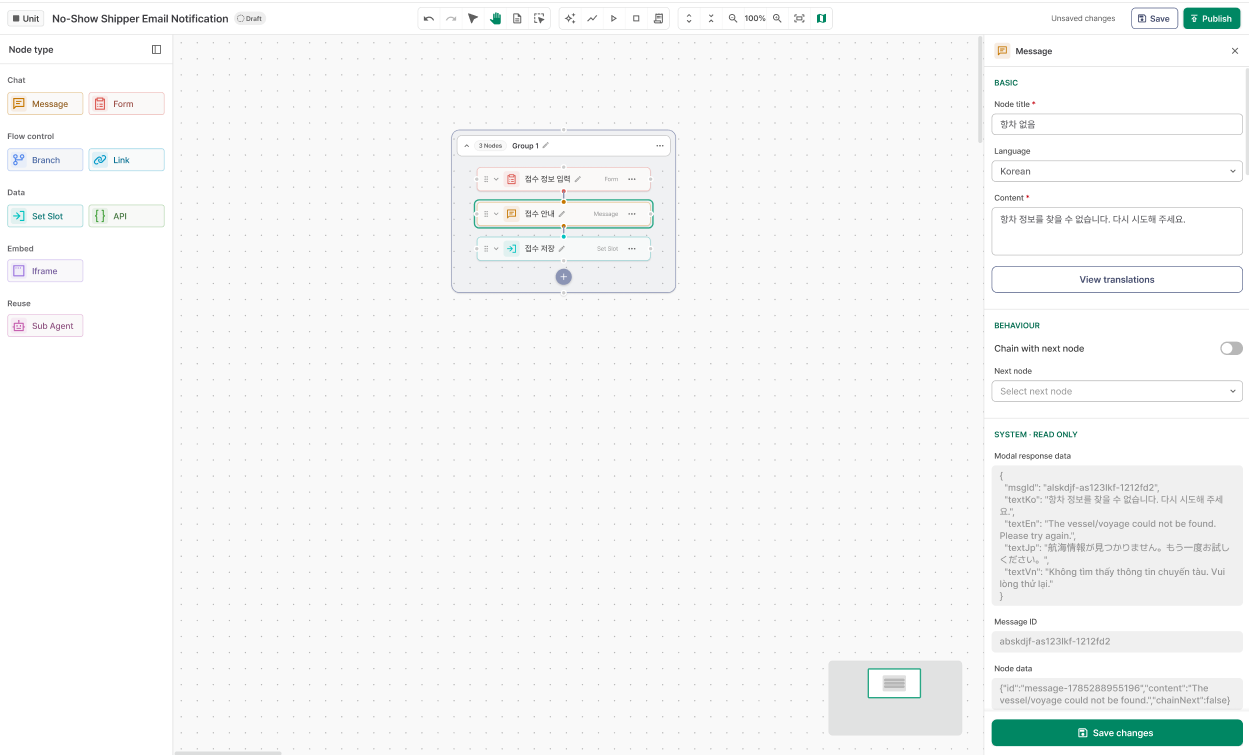 Unit
No-Show Shipper Email Notification
Draft
100%
Unsaved changes
Save
Publish
Node type
Chat
Message
Form
Flow control
Branch
Link
Data
Set Slot
API
Embed
Iframe
Reuse
Sub Agent
3 Nodes
Group 1
접수 정보 입력
Form
접수 안내
Message
접수 저장
Set Slot
Message
BASIC
Node title *
항차 없음
Language
Korean
Content *
항차 정보를 찾을 수 없습니다. 다시 시도해 주세요.
View translations
BEHAVIOUR
Chain with next node
Next node
Select next node
SYSTEM · READ ONLY
Modal response data
{
"msgId": "alskdjf-as123lkf-1212fd2",
"textKo": "항차 정보를 찾을 수 없습니다. 다시 시도해 주세
요.",
"textEn": "The vessel/voyage could not be found.
Please try again.",
"textJp": "航海情報が見つかりません。もう一度お試し
ください。",
"textVn": "Không tìm thấy thông tin chuyến tàu. Vui
lòng thử lại."
}
Message ID
abskdjf-as123lkf-1212fd2
Node data
{"id":"message-1785288955196","content":"The
vessel/voyage could not be found.","chainNext":false}
Save changes